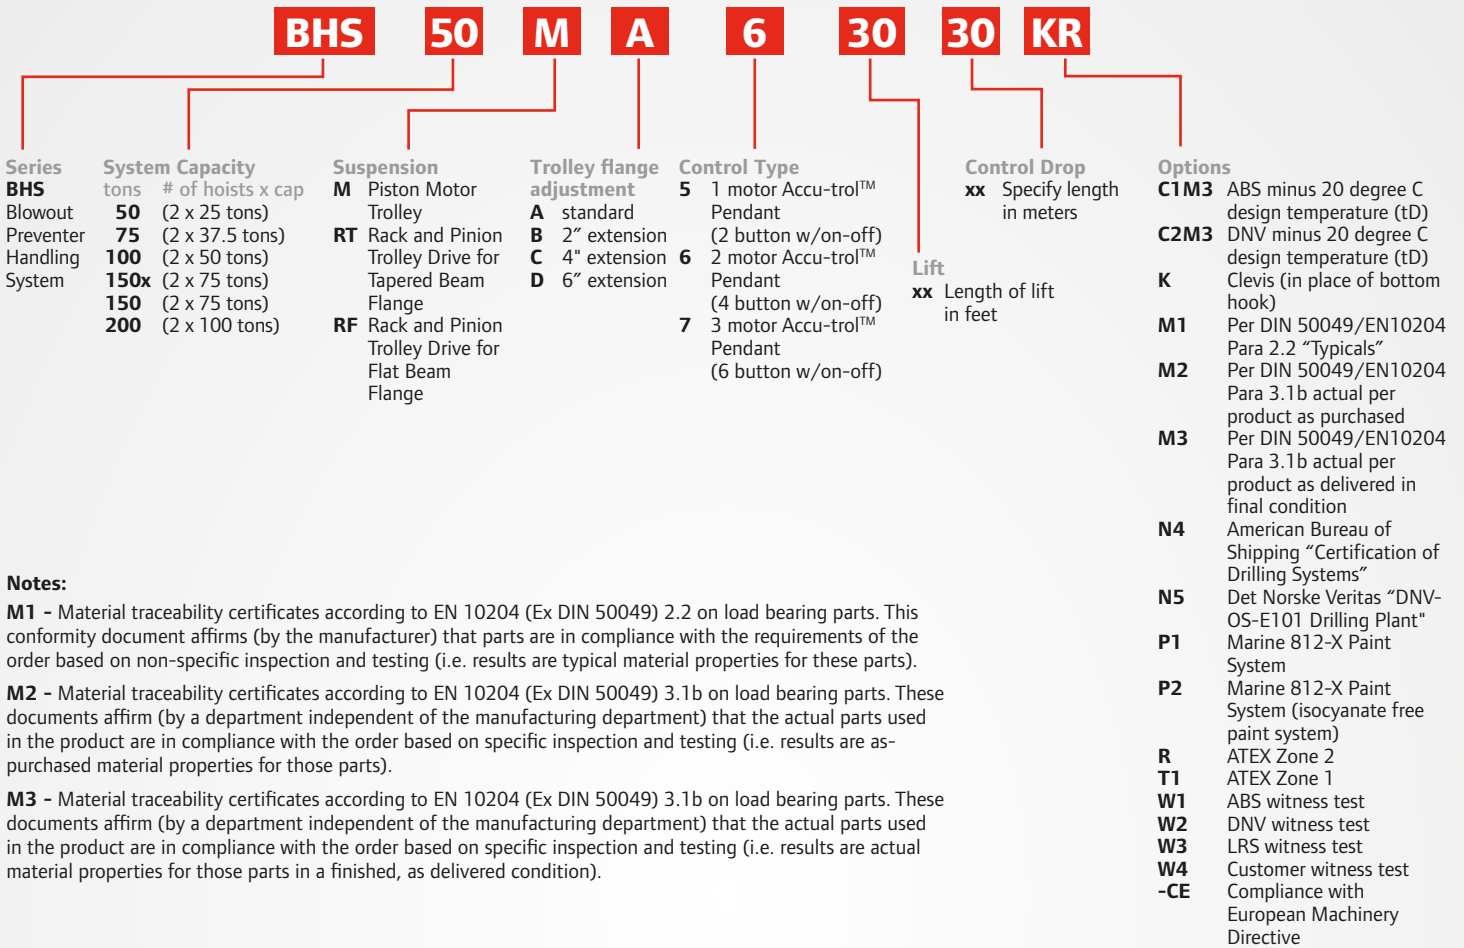 BHS 50 M A 6 30 30 KR
Series
BHS
Blowout
Preventer
Handling
System
System Capacity
tons # of hoists x cap
50 (2 x 25 tons)
75 (2 x 37.5 tons)
100 (2 x 50 tons)
150x (2 x 75 tons)
150 (2 x 75 tons)
200 (2 x 100 tons)
Suspension
M Piston Motor
Trolley
RT Rack and Pinion
Trolley Drive for
Tapered Beam
Flange
RF Rack and Pinion
Trolley Drive for
Flat Beam
Flange
Trolley flange
adjustment
A standard
B 2″ extension
C 4" extension
D 6″ extension
Control Type
5 1 motor Accu-trol™
Pendant
(2 button w/on-off)
6 2 motor Accu-trol™
Pendant
(4 button w/on-off)
7 3 motor Accu-trol™
Pendant
(6 button w/on-off)
Lift
xx Length of lift
in feet
Control Drop
xx Specify length
in meters
Options
C1M3 ABS minus 20 degree C
design temperature (tD)
C2M3 DNV minus 20 degree C
design temperature (tD)
K Clevis (in place of bottom
hook)
M1 Per DIN 50049/EN10204
Para 2.2 “Typicals”
M2 Per DIN 50049/EN10204
Para 3.1b actual per
product as purchased
M3 Per DIN 50049/EN10204
Para 3.1b actual per
product as delivered in
final condition
N4 American Bureau of
Shipping “Certification of
Drilling Systems”
N5 Det Norske Veritas “DNV-
OS-E101 Drilling Plant"
P1 Marine 812-X Paint
System
P2 Marine 812-X Paint
System (isocyanate free
paint system)
R ATEX Zone 2
T1 ATEX Zone 1
W1 ABS witness test
W2 DNV witness test
W3 LRS witness test
W4 Customer witness test
-CE Compliance with
European Machinery
Directive
Notes:
M1 - Material traceability certificates according to EN 10204 (Ex DIN 50049) 2.2 on load bearing parts. This
conformity document affirms (by the manufacturer) that parts are in compliance with the requirements of the
order based on non-specific inspection and testing (i.e. results are typical material properties for these parts).
M2 - Material traceability certificates according to EN 10204 (Ex DIN 50049) 3.1b on load bearing parts. These
documents affirm (by a department independent of the manufacturing department) that the actual parts used
in the product are in compliance with the order based on specific inspection and testing (i.e. results are as-
purchased material properties for those parts).
M3 - Material traceability certificates according to EN 10204 (Ex DIN 50049) 3.1b on load bearing parts. These
documents affirm (by a department independent of the manufacturing department) that the actual parts used
in the product are in compliance with the order based on specific inspection and testing (i.e. results are actual
material properties for those parts in a finished, as delivered condition).